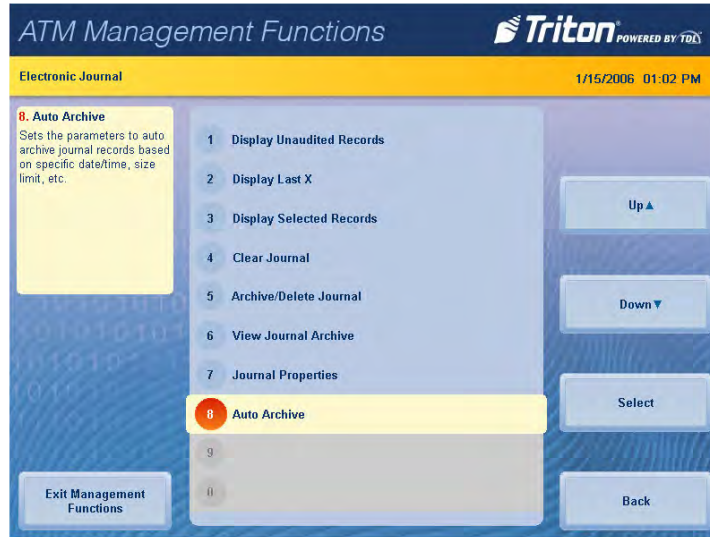 ATM Management Functions
Triton POWERED BY TDL
Electronic Journal
1/15/2006 01:02 PM
8. Auto Archive
Sets the parameters to auto
archive journal records based
on specific date/time, size
limit, etc.
1 Display Unaudited Records
2 Display Last X
3 Display Selected Records
4 Clear Journal
5 Archive/Delete Journal
6 View Journal Archive
7 Journal Properties
8 Auto Archive
9
0
Up▲
Down▼
Select
Back
Exit Management
Functions